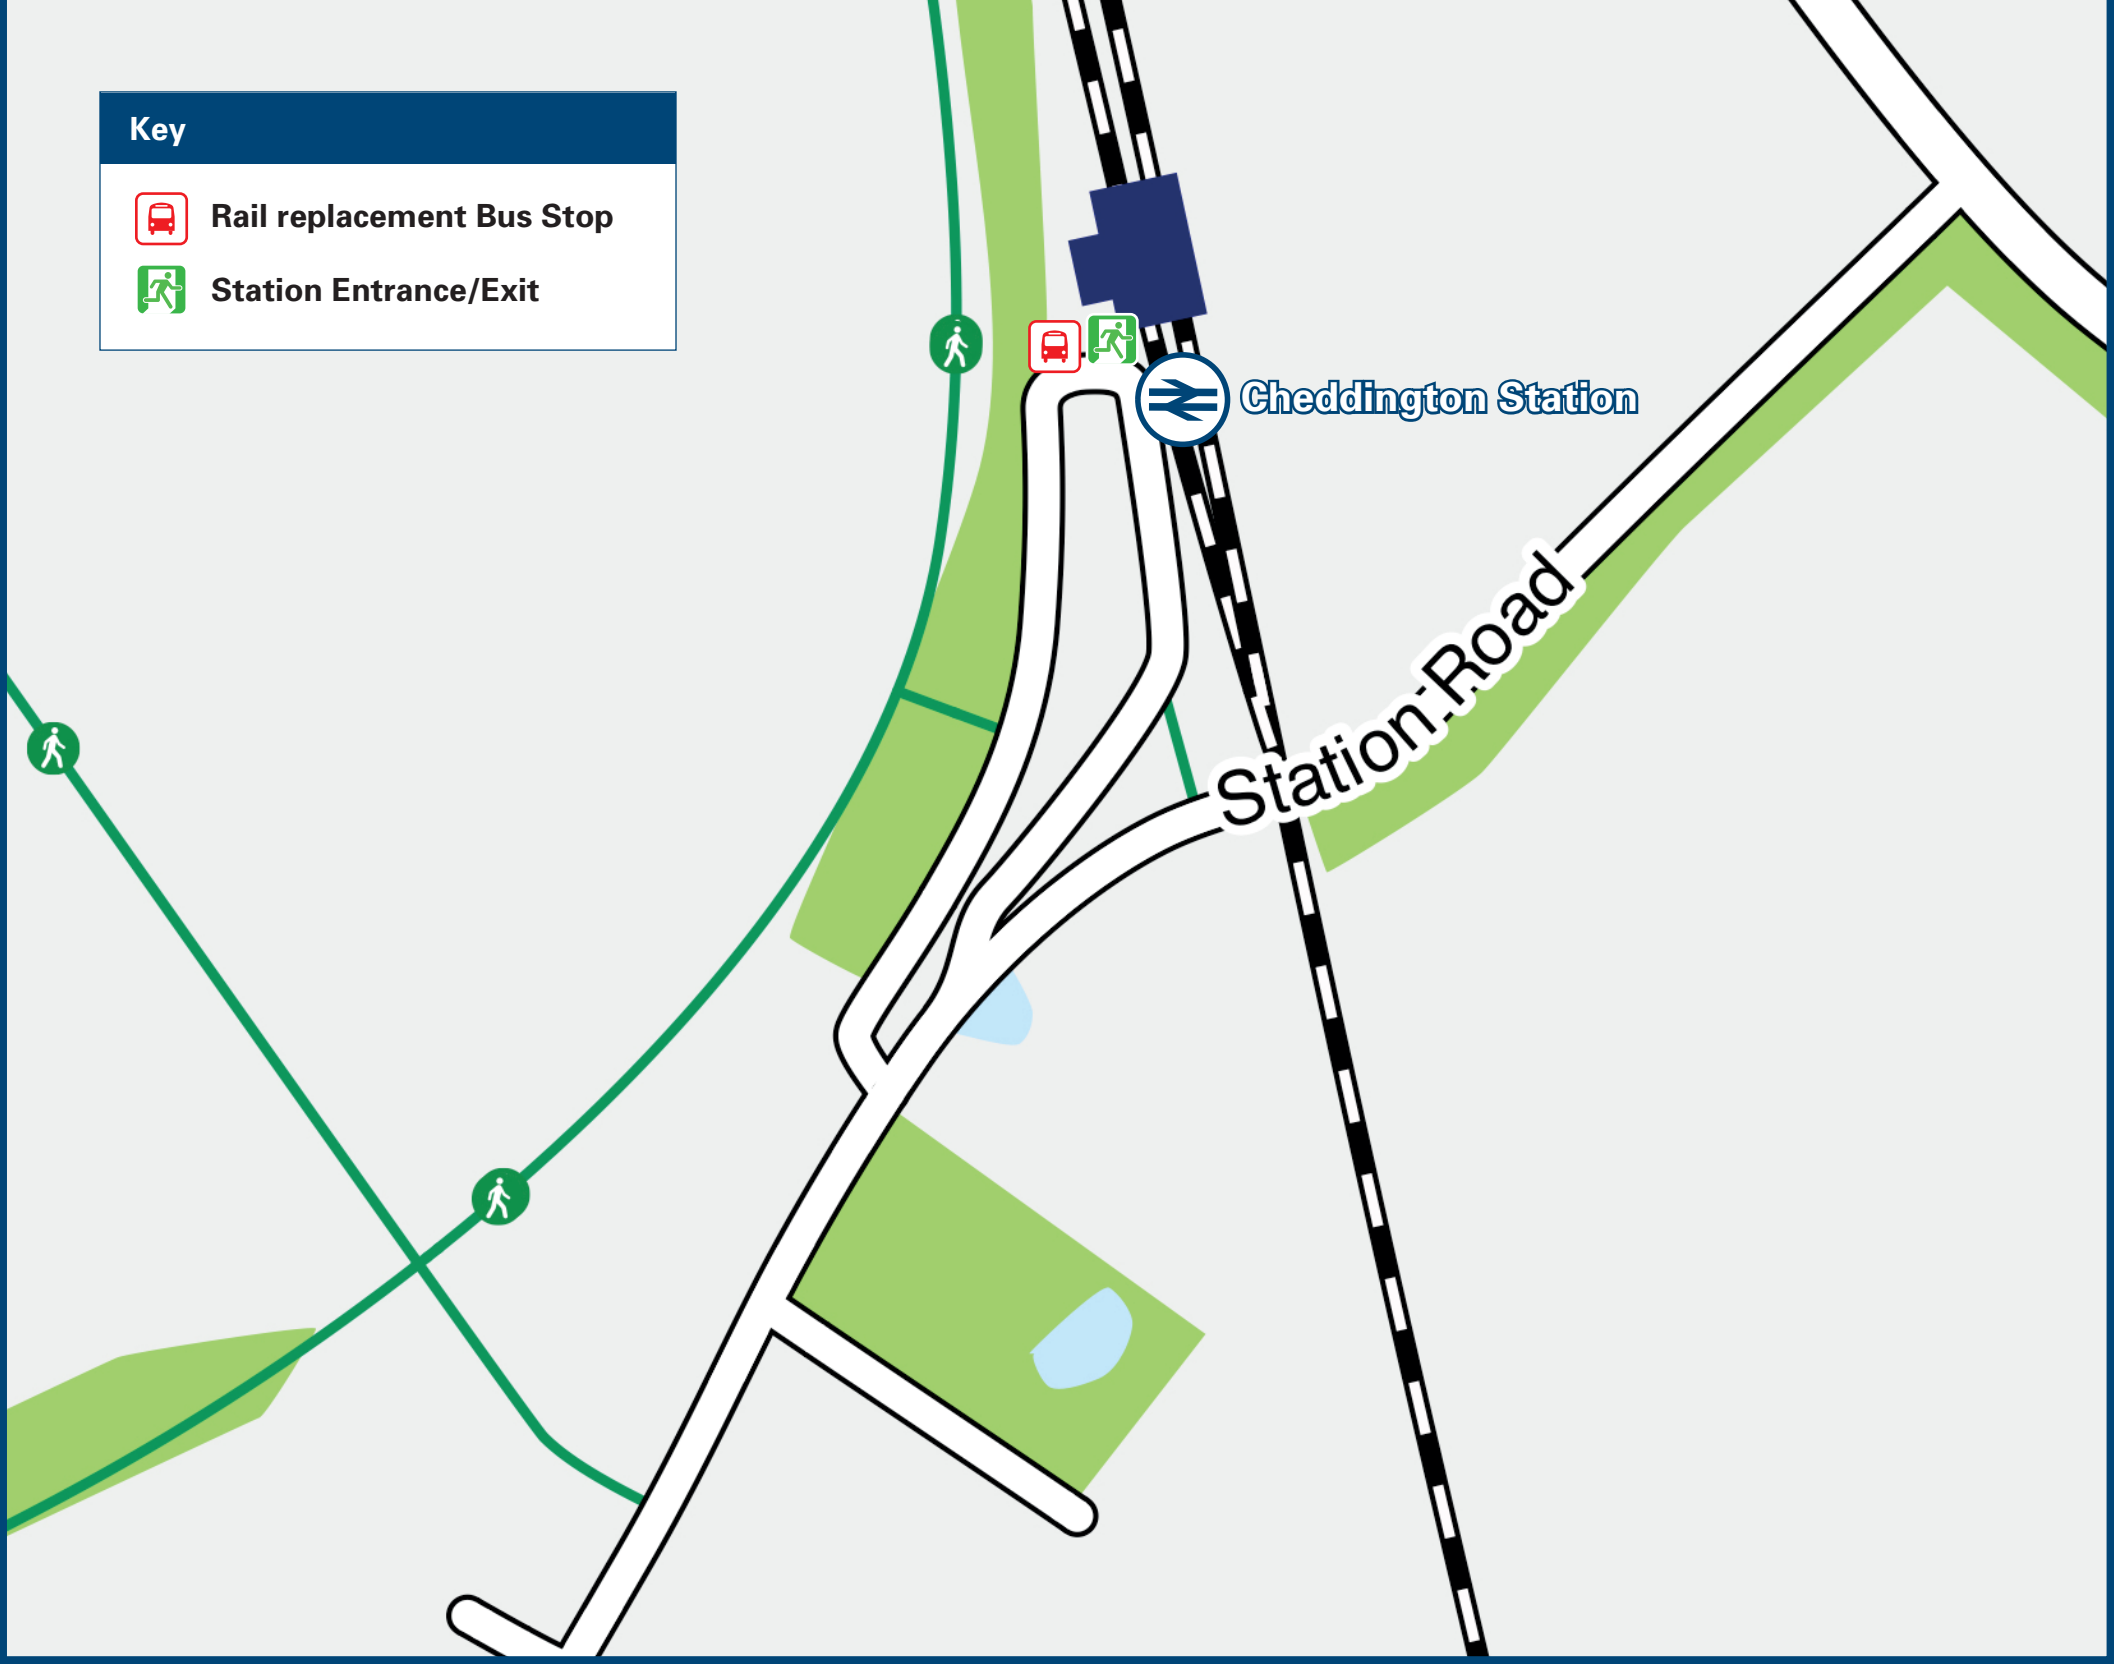 Key
Rail replacement Bus Stop
Station Entrance/Exit
Cheddington Station
Station Road